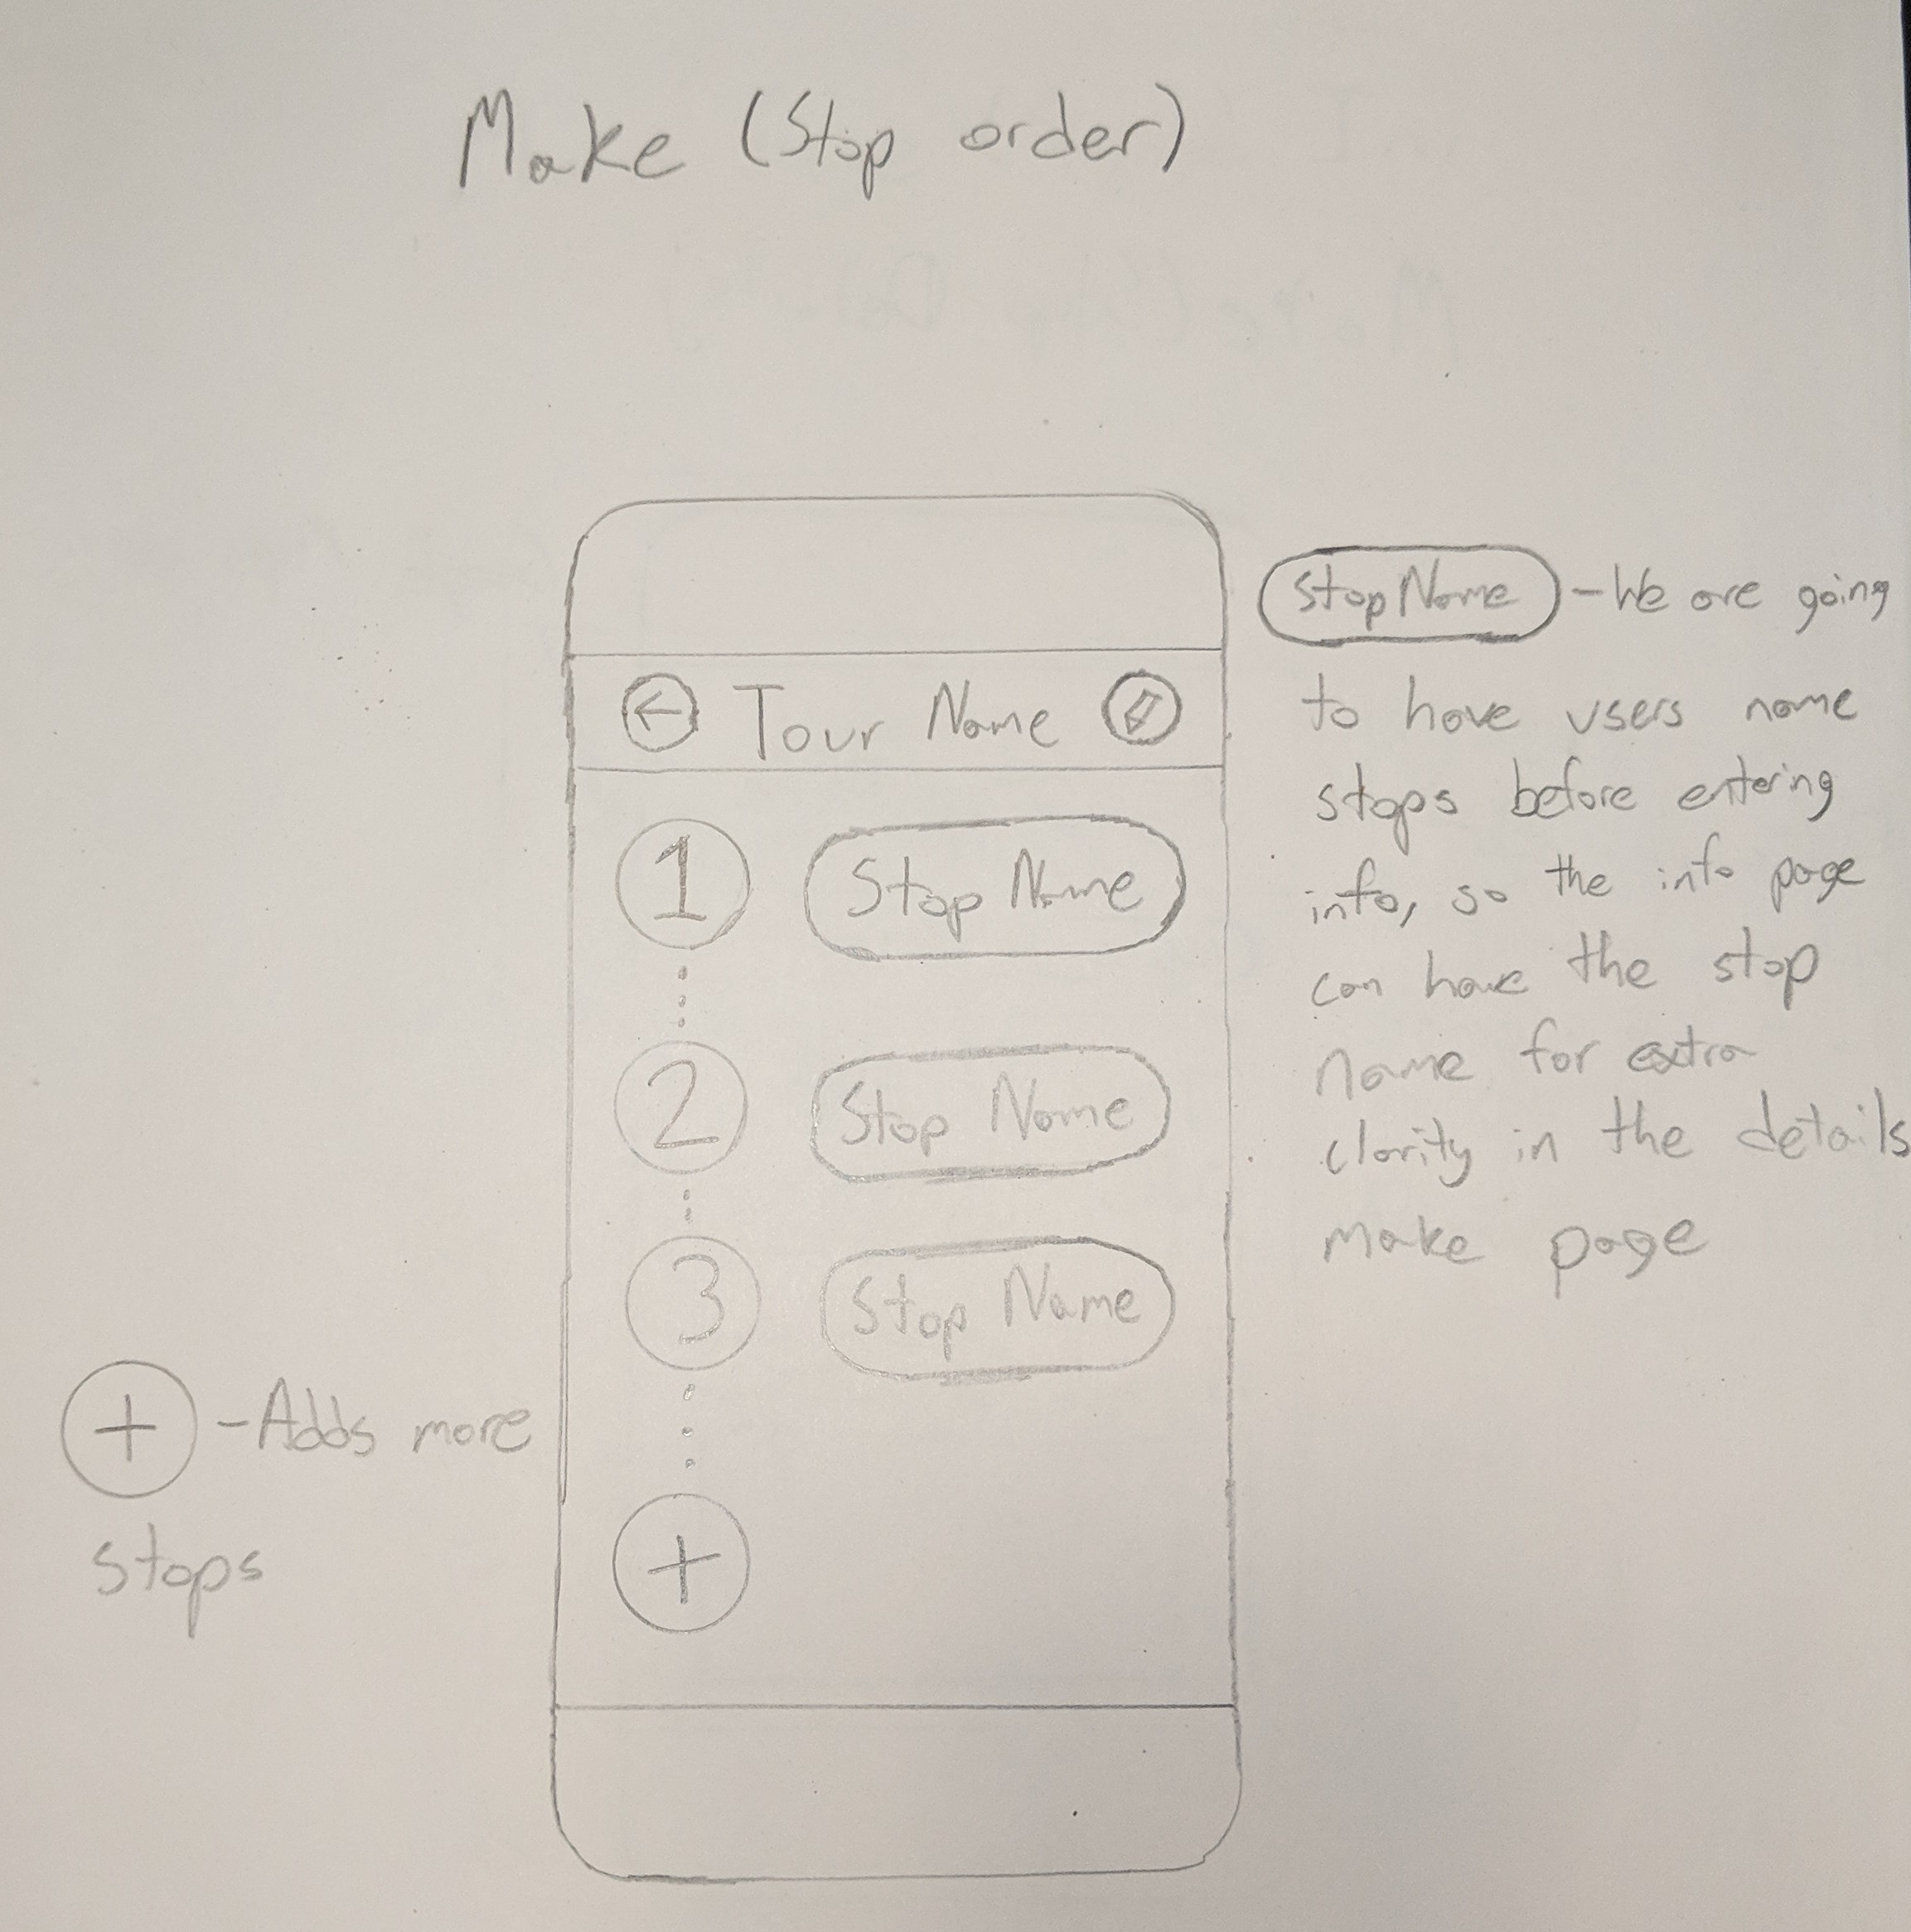 Make (Stop order)
Tour Name
1 Stop Name
2 Stop Name
3 Stop Name
+
Stop Name - We are going
to have users name
stops before entering
info, so the info page
can have the stop
name for extra
clarity in the details
make page
+ - Adds more
stops